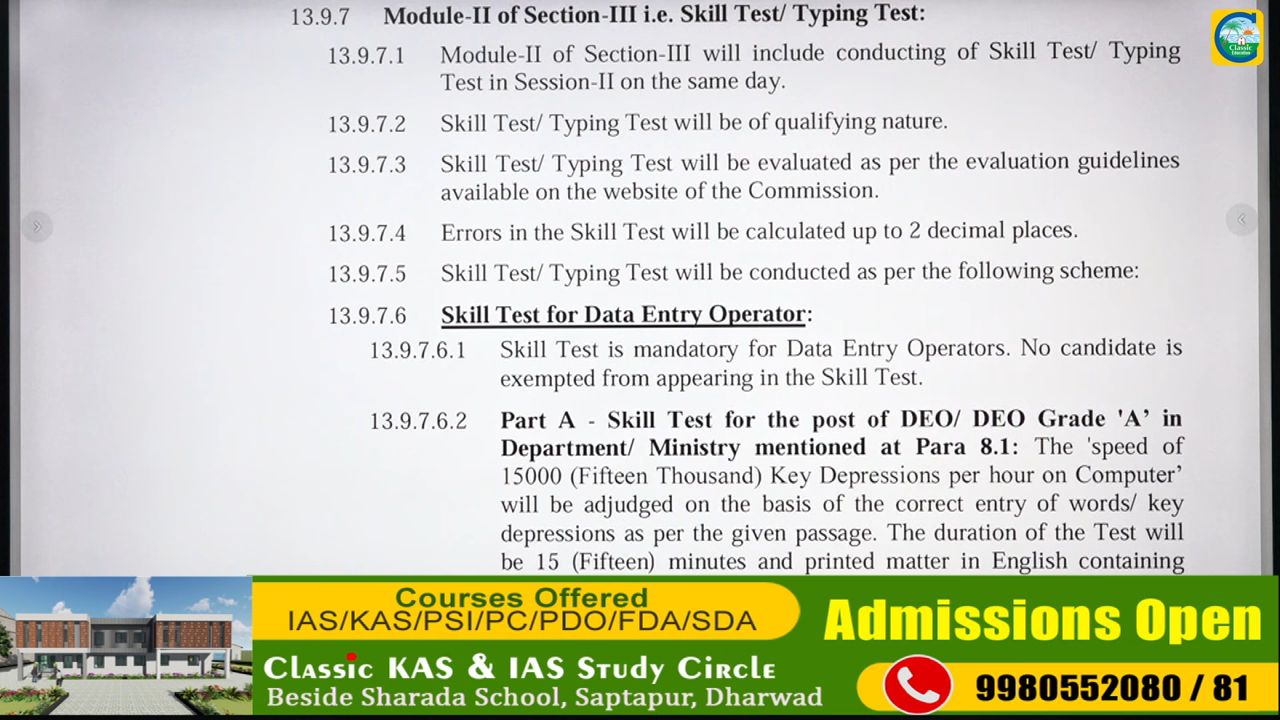 13.9.7 Module-II of Section-III i.e. Skill Test/ Typing Test:
13.9.7.1 Module-II of Section-III will include conducting of Skill Test/ Typing
Test in Session-II on the same day.
13.9.7.2 Skill Test/ Typing Test will be of qualifying nature.
13.9.7.3 Skill Test/ Typing Test will be evaluated as per the evaluation guidelines
available on the website of the Commission.
13.9.7.4 Errors in the Skill Test will be calculated up to 2 decimal places.
13.9.7.5 Skill Test/ Typing Test will be conducted as per the following scheme:
13.9.7.6 Skill Test for Data Entry Operator:
13.9.7.6.1 Skill Test is mandatory for Data Entry Operators. No candidate is
exempted from appearing in the Skill Test.
13.9.7.6.2 Part A - Skill Test for the post of DEO/ DEO Grade 'A’ in
Department/ Ministry mentioned at Para 8.1: The 'speed of
15000 (Fifteen Thousand) Key Depressions per hour on Computer’
will be adjudged on the basis of the correct entry of words/ key
depressions as per the given passage. The duration of the Test will
be 15 (Fifteen) minutes and printed matter in English containing
Classic
Education
Courses Offered
IAS/KAS/PSI/PC/PDO/FDA/SDA
Classic KAS & IAS Study Circle
Beside Sharada School, Saptapur, Dharwad
Admissions Open
9980552080 / 81